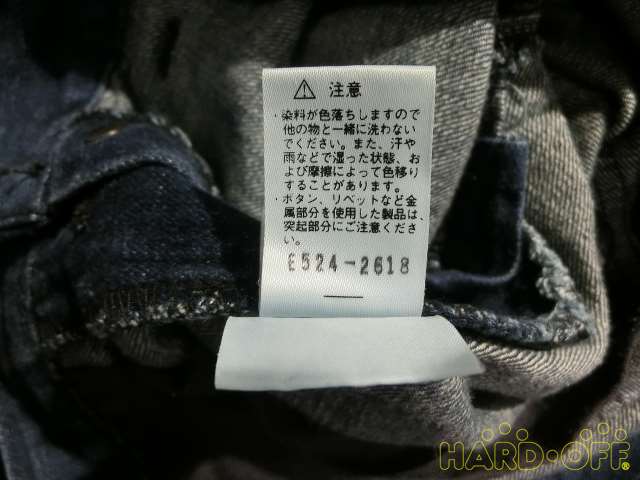 ⚠ 注意
・染料が色落ちしますので
他の物と一緒に洗わない
でください。また、汗や
雨などで湿った状態、お
よび摩擦によって色移り
することがあります。
・ボタン、リベットなど金
属部分を使用した製品は、
突起部分にご注意くださ
い。
E524-2618
HARD·OFF